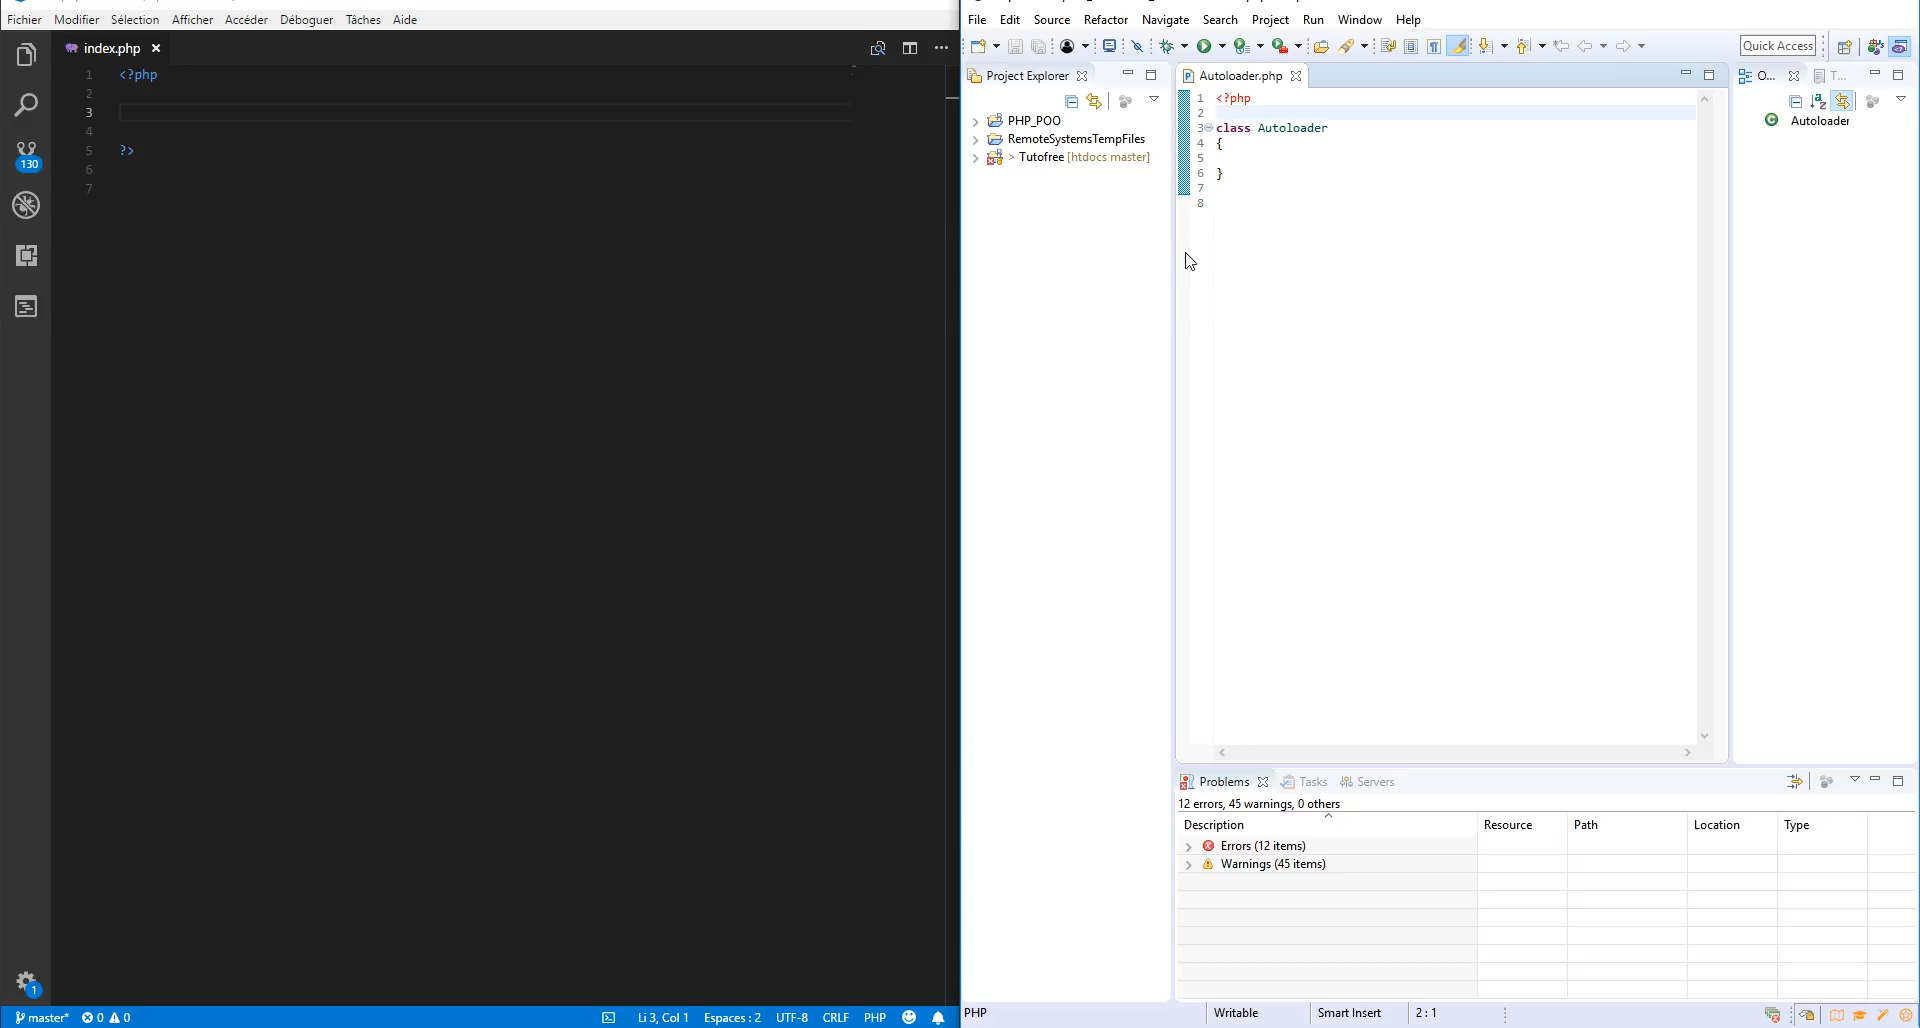 Fichier Modifier Sélection Afficher Accéder Déboguer Tâches Aide
index.php
1 <?php
2
3
4
5 ?>
6
7
130
1
master* 0 0 Li 3, Col 1 Espaces : 2 UTF-8 CRLF PHP
File Edit Source Refactor Navigate Search Project Run Window Help
Quick Access
Project Explorer
PHP_POO
RemoteSystemsTempFiles
> Tutofree [htdocs master]
Autoloader.php
1 <?php
2
3 class Autoloader
4 {
5
6 }
7
8
O... T...
Autoloader
Problems Tasks Servers
12 errors, 45 warnings, 0 others
Description Resource Path Location Type
Errors (12 items)
Warnings (45 items)
PHP Writable Smart Insert 2 : 1